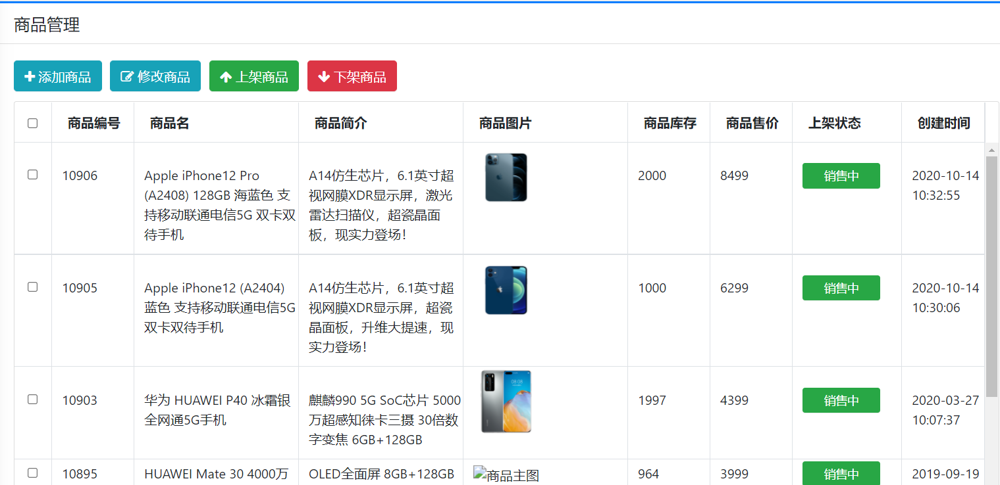 商品管理
添加商品 修改商品 上架商品 下架商品
商品编号 商品名 商品简介 商品图片 商品库存 商品售价 上架状态 创建时间
10906
Apple iPhone12 Pro
(A2408) 128GB 海蓝色 支
持移动联通电信5G 双卡双
待手机
A14仿生芯片，6.1英寸超
视网膜XDR显示屏，激光
雷达扫描仪，超瓷晶面
板，现实力登场！
2000
8499
销售中
2020-10-14
10:32:55
10905
Apple iPhone12 (A2404)
蓝色 支持移动联通电信5G
双卡双待手机
A14仿生芯片，6.1英寸超
视网膜XDR显示屏，超瓷
晶面板，升维大提速，现
实力登场！
1000
6299
销售中
2020-10-14
10:30:06
10903
华为 HUAWEI P40 冰霜银
全网通5G手机
麒麟990 5G SoC芯片 5000
万超感知徕卡三摄 30倍数
字变焦 6GB+128GB
1997
4399
销售中
2020-03-27
10:07:37
10895
HUAWEI Mate 30 4000万
OLED全面屏 8GB+128GB
商品主图
964
3999
销售中
2019-09-19